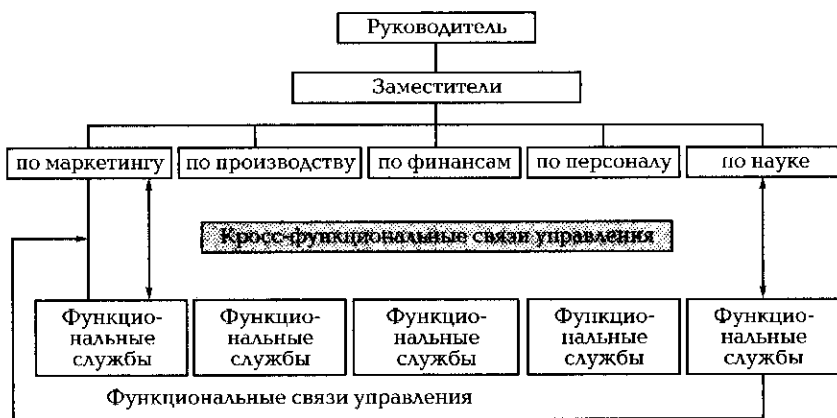 Руководитель
Заместители
по маркетингу
по производству
по финансам
по персоналу
по науке
Кросс-функциональные связи управления
Функцио-
нальные
службы
Функцио-
нальные
службы
Функцио-
нальные
службы
Функцио-
нальные
службы
Функцио-
нальные
службы
Функциональные связи управления